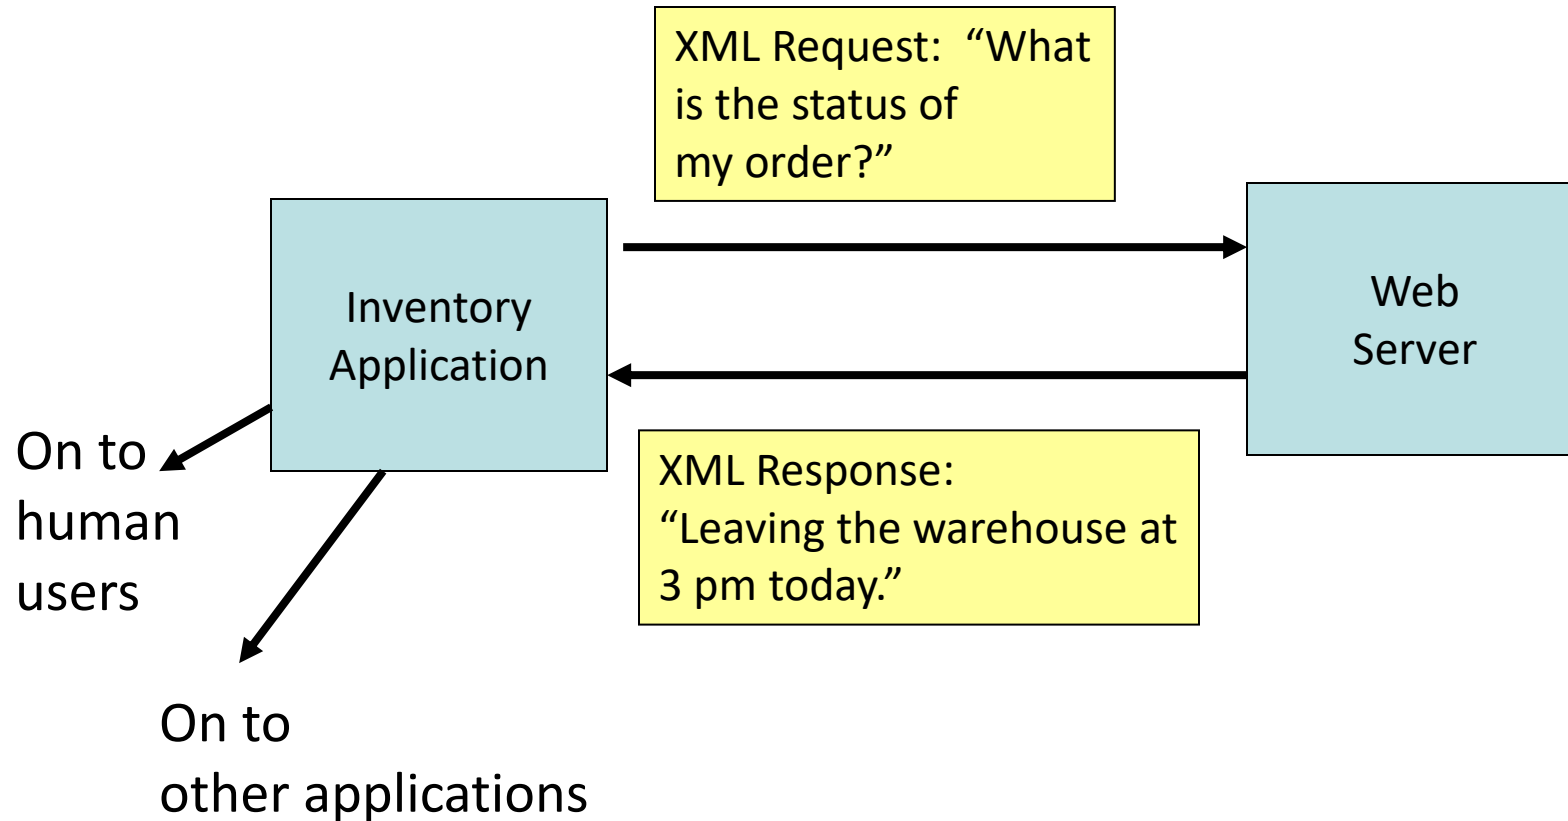 XML Request:  “What
is the status of
my order?”
Inventory
Application
Web
Server
XML Response:
“Leaving the warehouse at
3 pm today.”
On to
human
users
On to
other applications